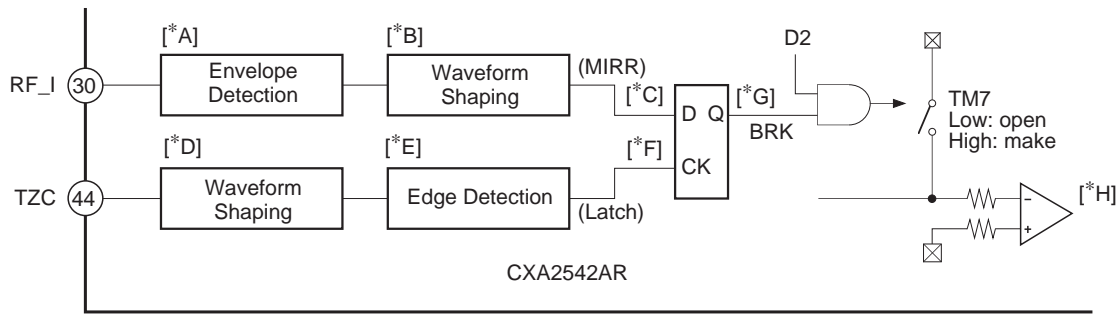 [*A]
[*B]
D2
RF_I
30
Envelope
Detection
Waveform
Shaping
(MIRR)
[*C]
D
Q
[*G]
BRK
TM7
Low: open
High: make
[*D]
[*E]
[*F]
CK
TZC
44
Waveform
Shaping
Edge Detection
(Latch)
−
+
[*H]
CXA2542AR